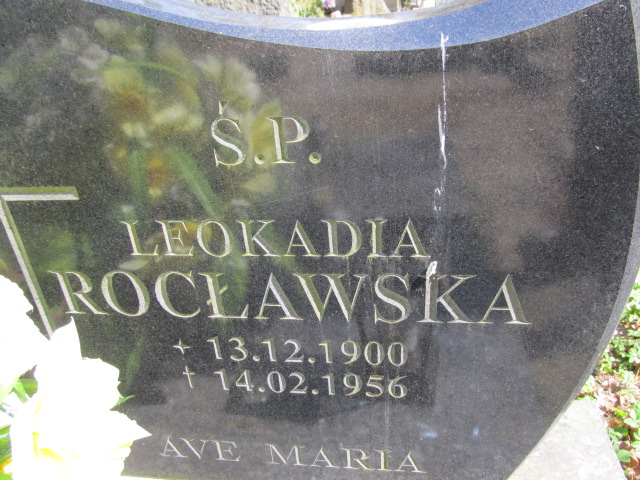 Ś.P.
LEOKADIA
ROCŁAWSKA
+ 13.12.1900
† 14.02.1956
AVE MARIA